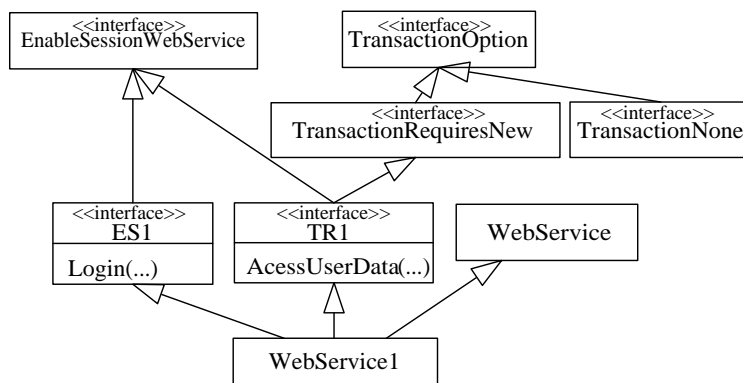 <<interface>>
EnableSessionWebService
<<interface>>
TransactionOption
<<interface>>
TransactionRequiresNew
<<interface>>
TransactionNone
<<interface>>
ES1
Login(...)
<<interface>>
TR1
AcessUserData(...)
WebService
WebService1